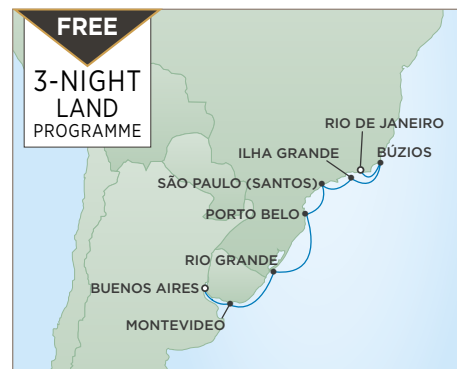 FREE
3-NIGHT
LAND
PROGRAMME
RIO DE JANEIRO
ILHA GRANDE
BÚZIOS
SÃO PAULO (SANTOS)
PORTO BELO
RIO GRANDE
BUENOS AIRES
MONTEVIDEO